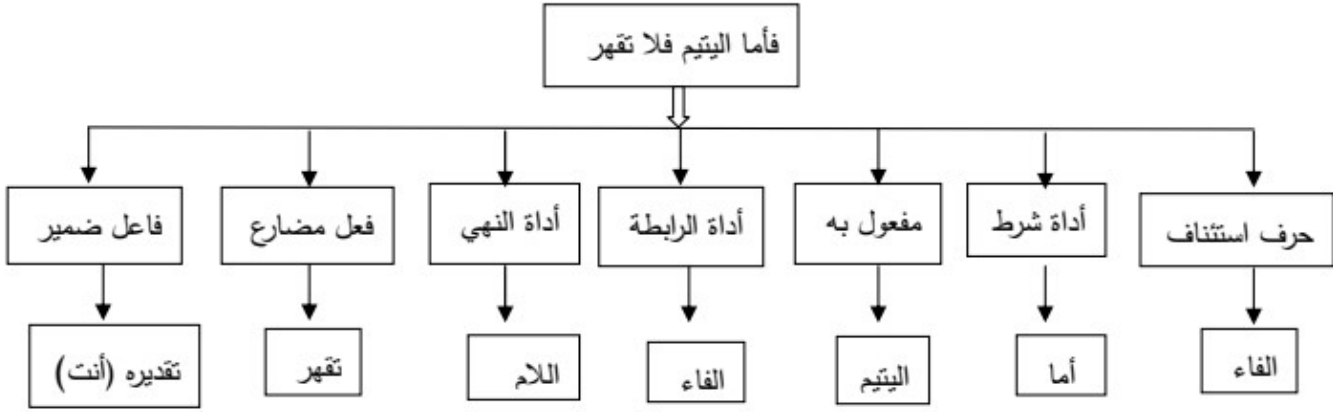 فأما اليتيم فلا تقهر
حرف استئناف
أداة شرط
مفعول به
أداة الرابطة
أداة النهي
فعل مضارع
فاعل ضمير
الفاء
أما
اليتيم
الفاء
اللام
تقهر
تقديره (أنت)